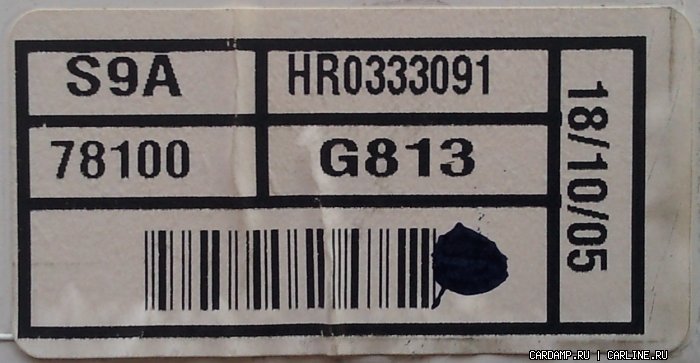 S9A HR0333091
78100 G813
18/10/05
CARDAMP.RU | CARLINE.RU